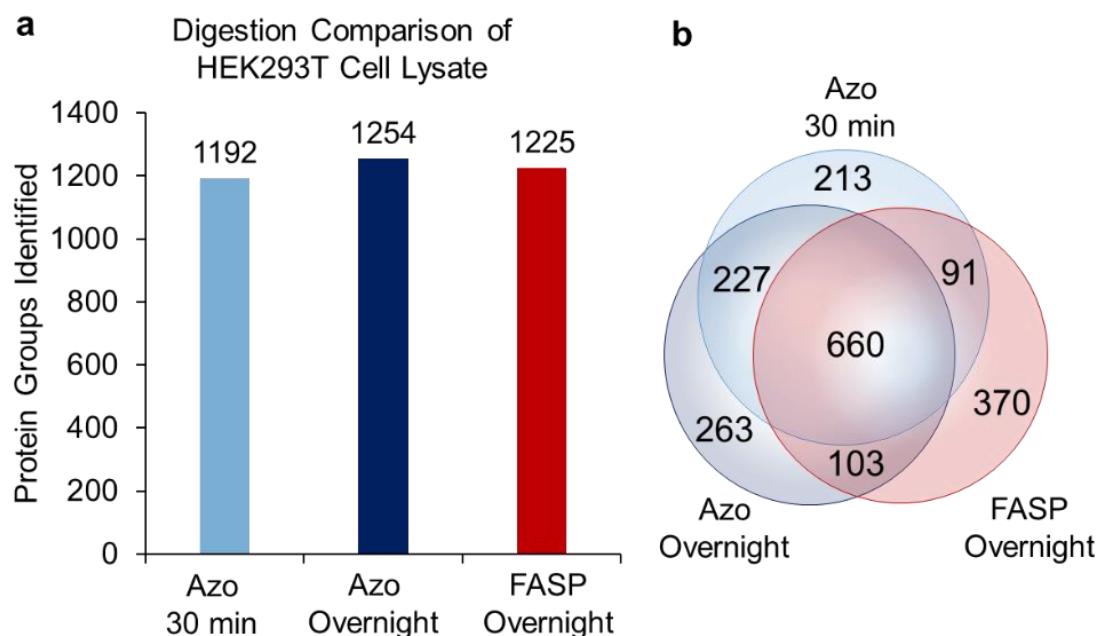 a
Digestion Comparison of
HEK293T Cell Lysate
Protein Groups Identified
1400
1200
1000
800
600
400
200
0
1192
1254
1225
Azo
30 min
Azo
Overnight
FASP
Overnight
b
Azo
30 min
213
227
91
660
370
263
103
Azo
Overnight
FASP
Overnight